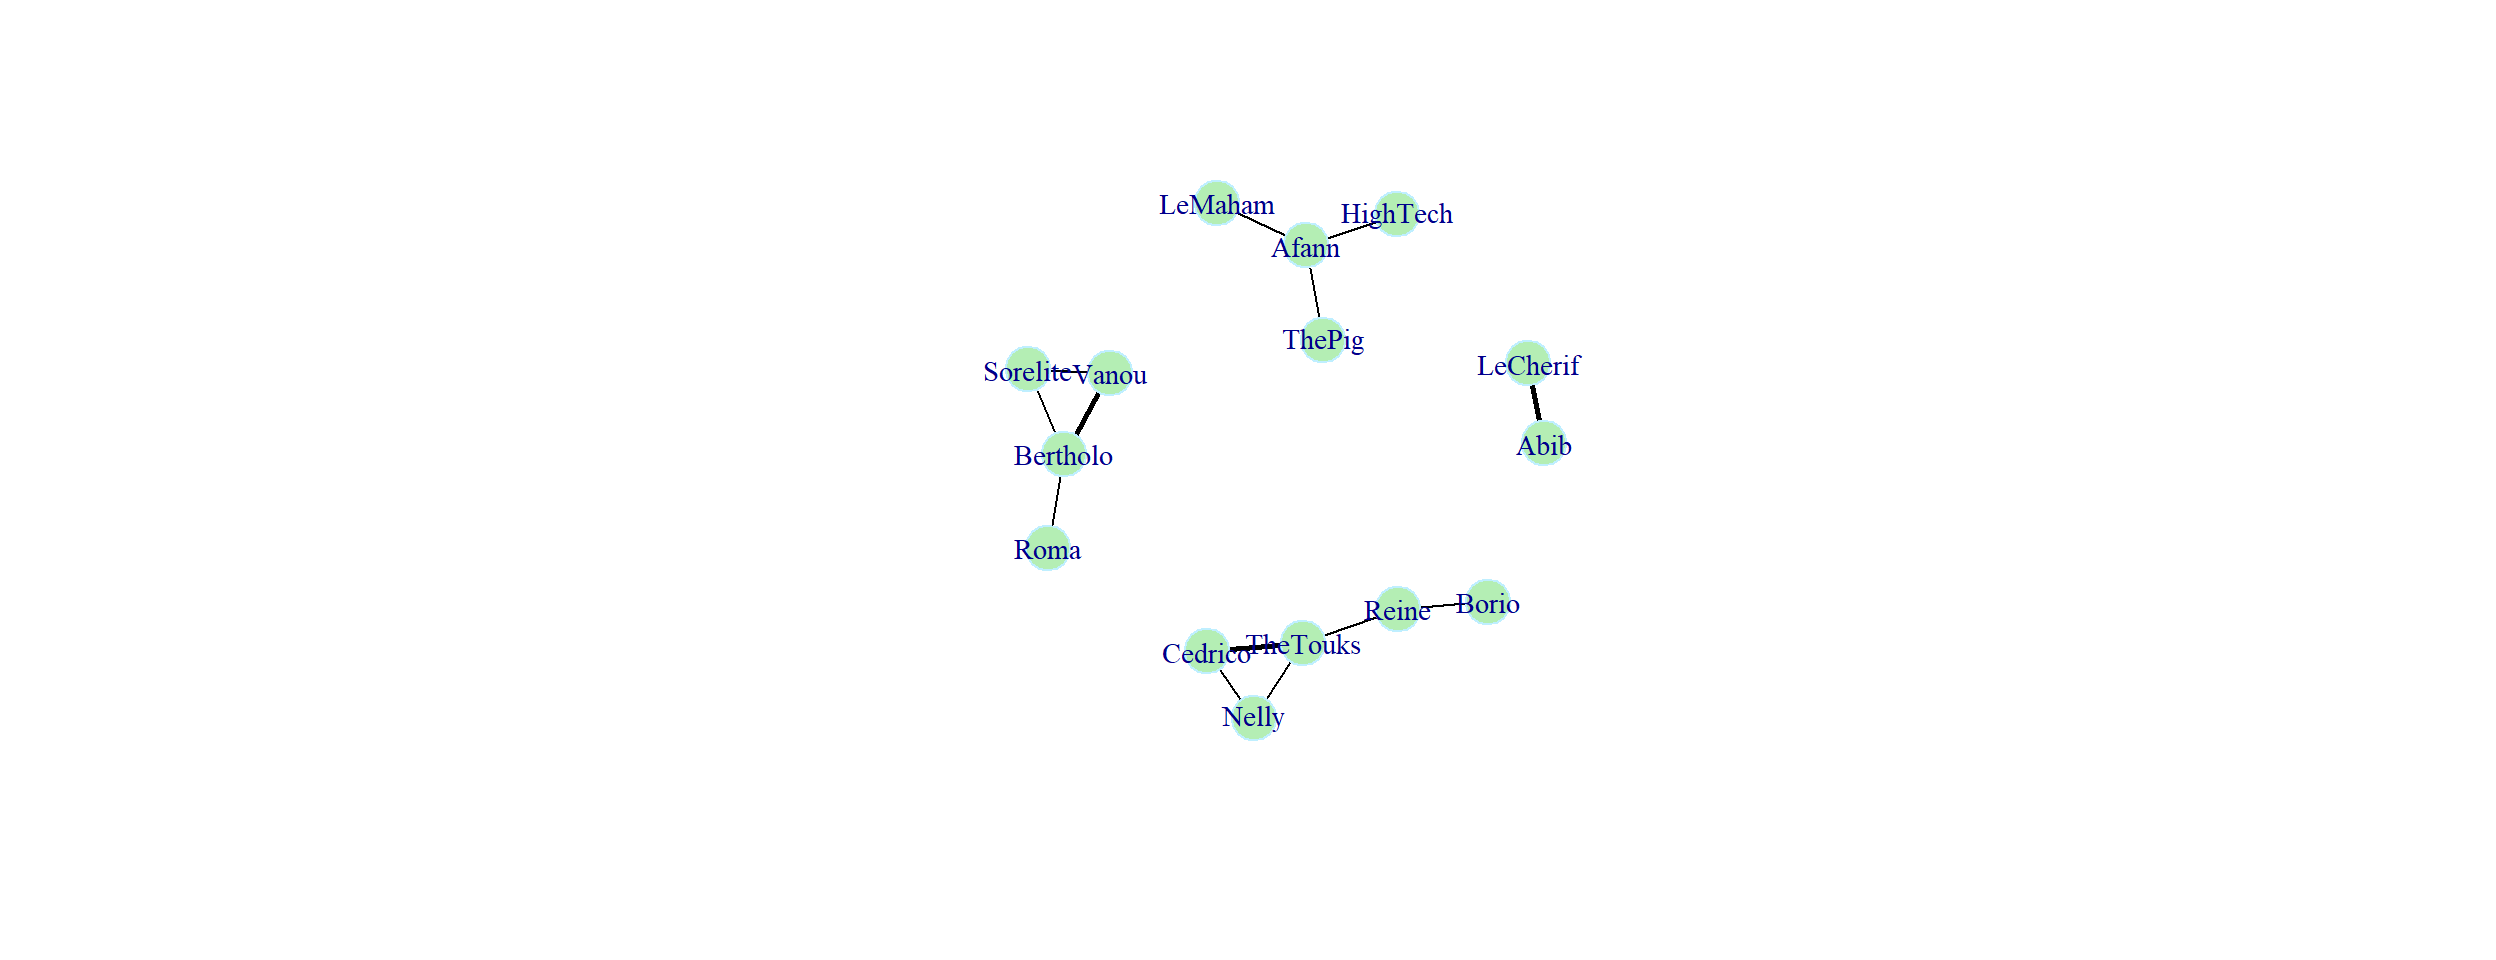 LeMaham
HighTech
Afann
ThePig
LeCherif
Sorelite
Vanou
Abib
Bertholo
Roma
Reine
Borio
TheTouks
Cedrico
Nelly